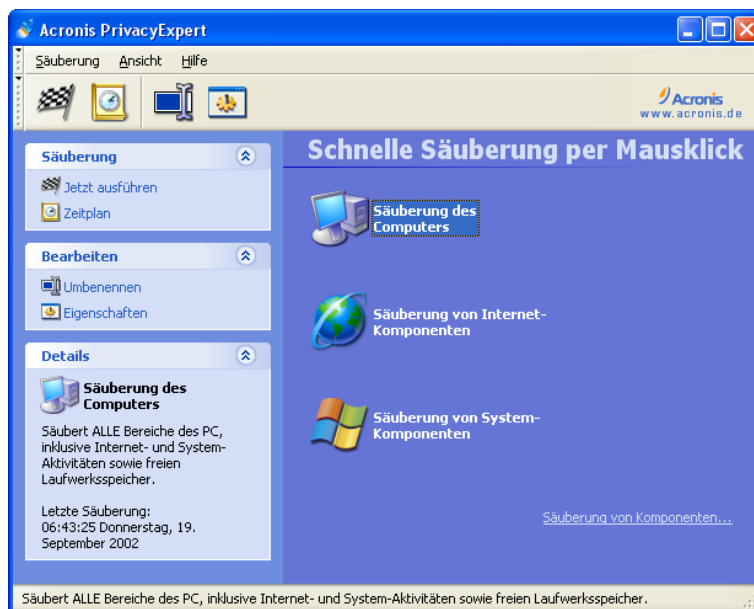 Acronis PrivacyExpert
Säuberung Ansicht Hilfe
Acronis
www.acronis.de
Säuberung
Jetzt ausführen
Zeitplan
Bearbeiten
Umbenennen
Eigenschaften
Details
Säuberung des
Computers
Säubert ALLE Bereiche des PC,
inklusive Internet- und System-
Aktivitäten sowie freien
Laufwerksspeicher.
Letzte Säuberung:
06:43:25 Donnerstag, 19.
September 2002
Schnelle Säuberung per Mausklick
Säuberung des
Computers
Säuberung von Internet-
Komponenten
Säuberung von System-
Komponenten
Säuberung von Komponenten...
Säubert ALLE Bereiche des PC, inklusive Internet- und System-Aktivitäten sowie freien Laufwerksspeicher.